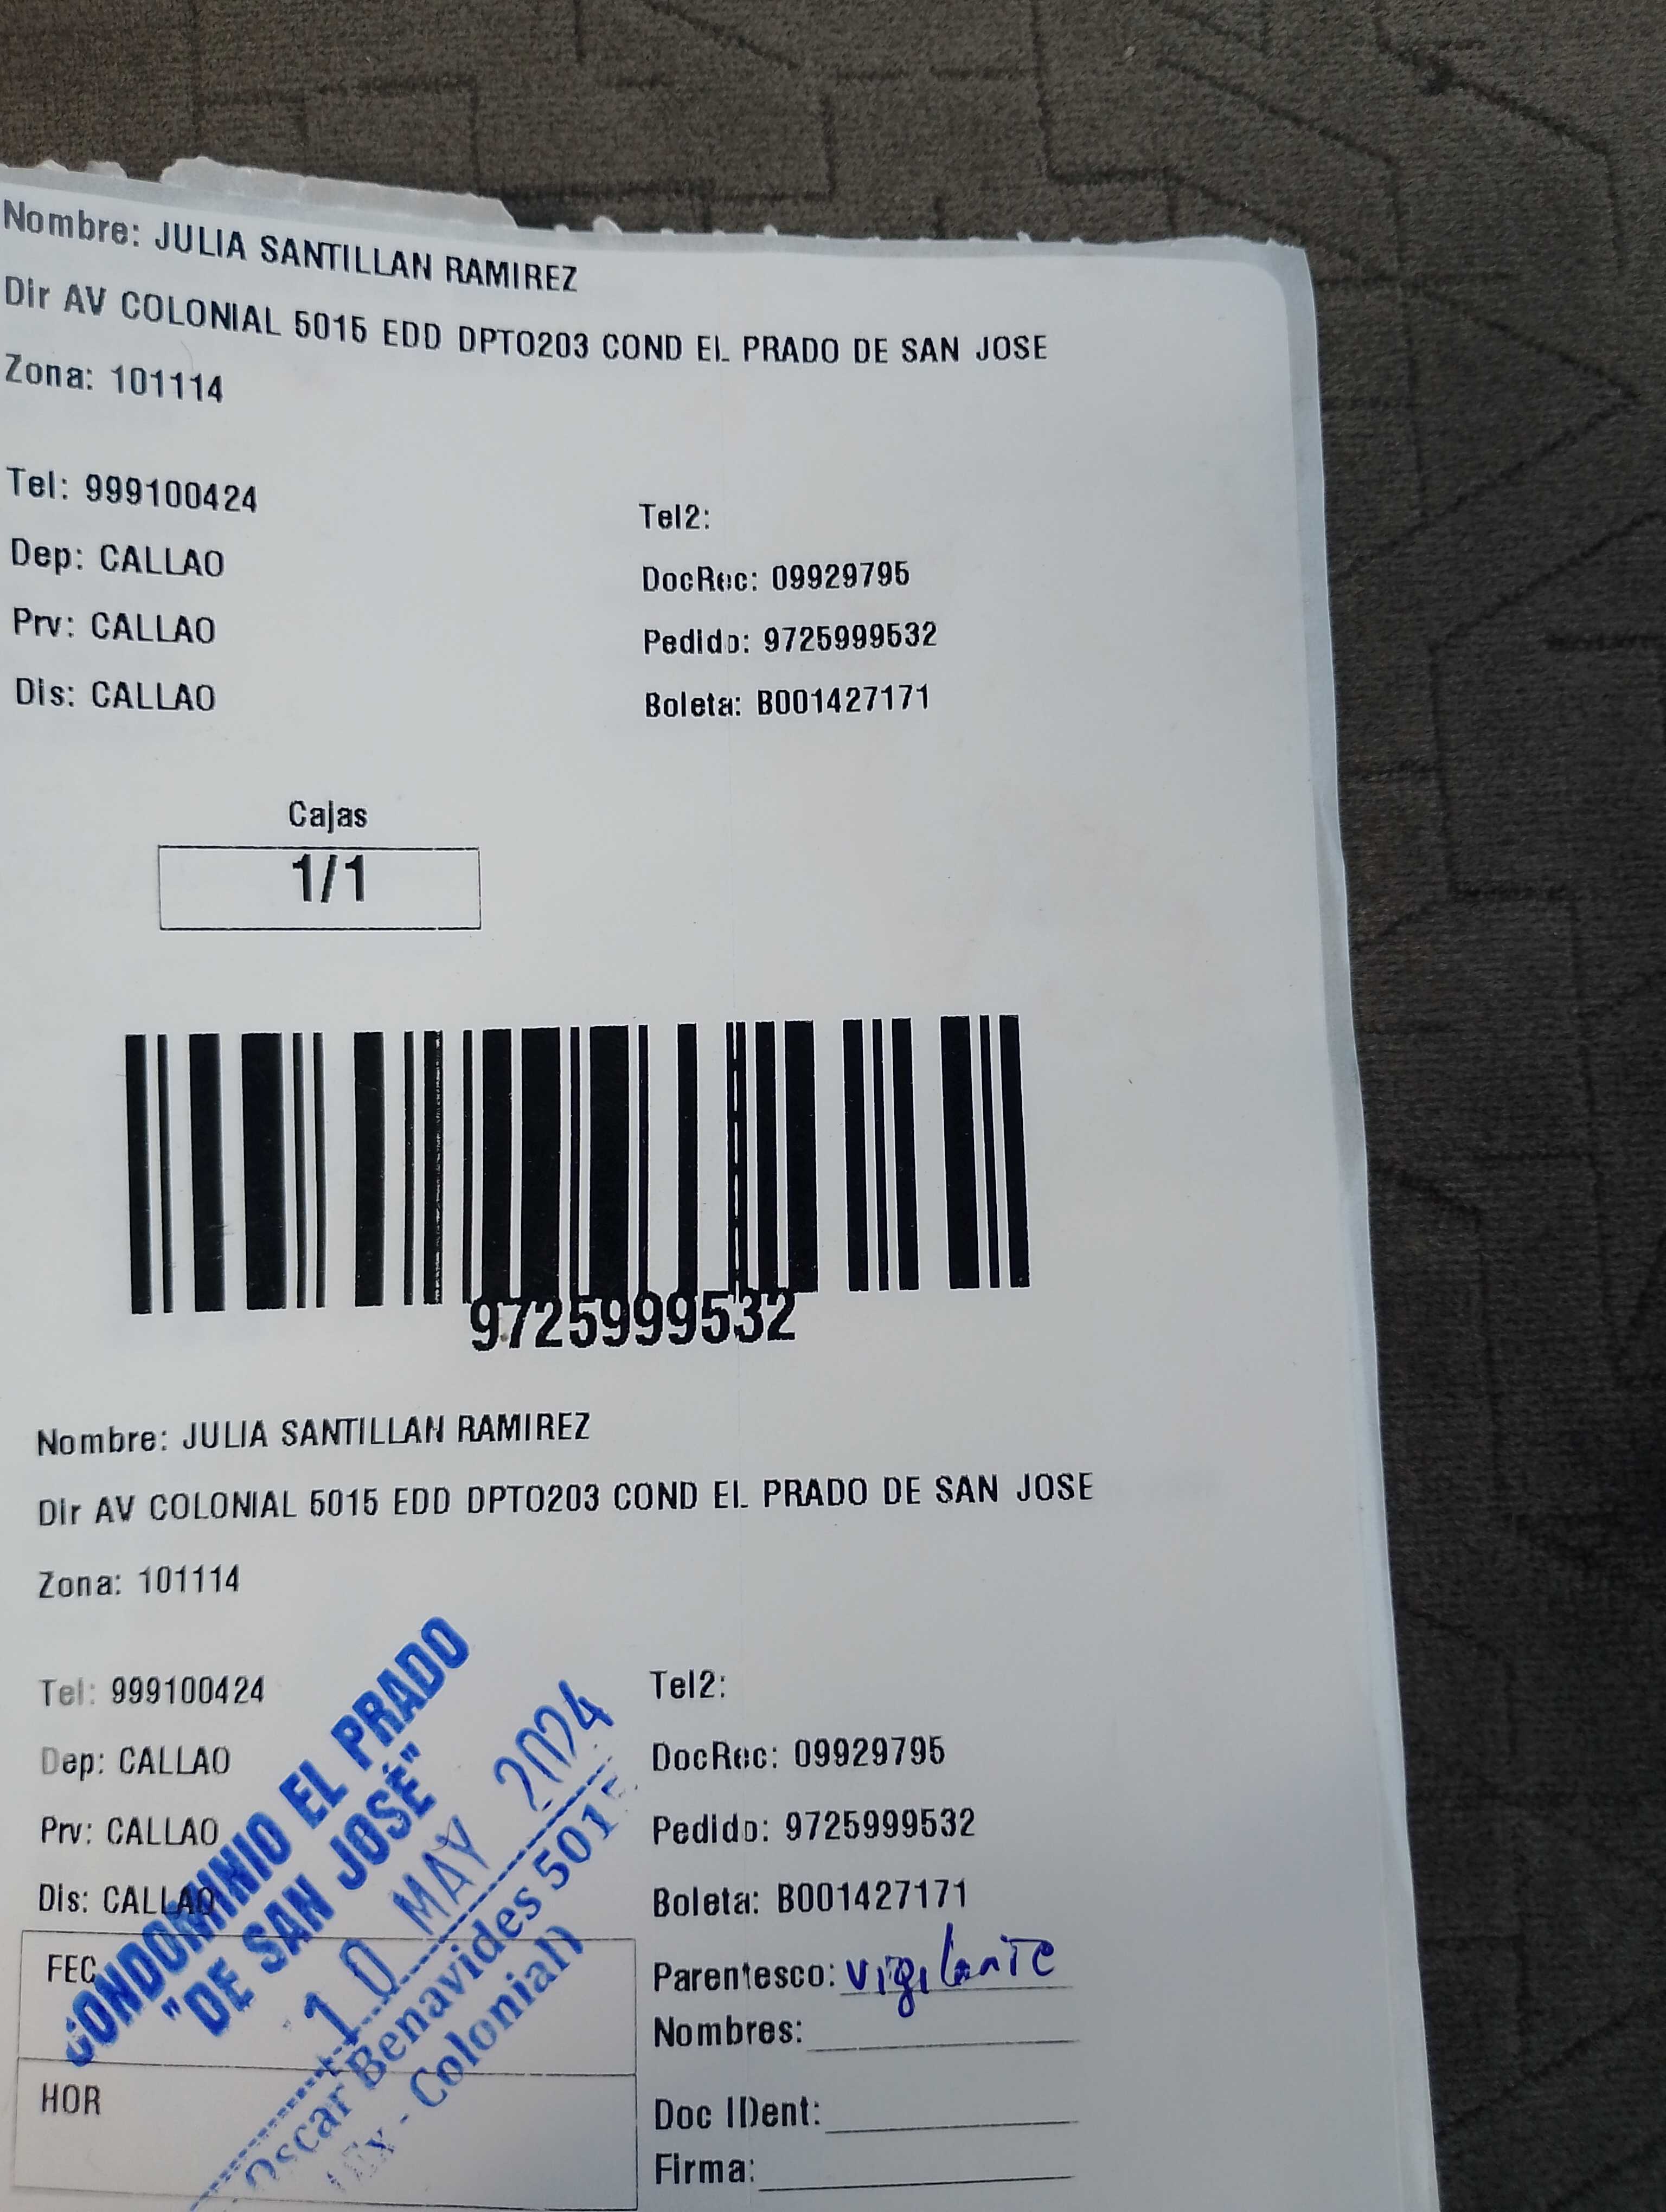 Nombre: JULIA SANTILLAN RAMIREZ
Dir AV COLONIAL 5015 EDD DPTO203 COND EL PRADO DE SAN JOSE
Zona: 101114
Tel: 999100424
Tel2:
Dep: CALLAO
DocRec: 09929795
Prv: CALLAO
Pedido: 9725999532
Dis: CALLAO
Boleta: B001427171
Cajas
1/1
9725999532
Nombre: JULIA SANTILLAN RAMIREZ
Dir AV COLONIAL 5015 EDD DPTO203 COND EL PRADO DE SAN JOSE
Zona: 101114
Tel: 999100424
Tel2:
Dep: CALLAO
DocRec: 09929795
Prv: CALLAO
Pedido: 9725999532
Dis: CALLAO
Boleta: B001427171
FEC
Parentesco: vigilante
Nombres:
HOR
Doc IDent:
Firma:
CONDOMINIO EL PRADO
"DE SAN JOSÉ"
10 MAY 2024
Oscar Benavides 5015
(Ex - Colonial)